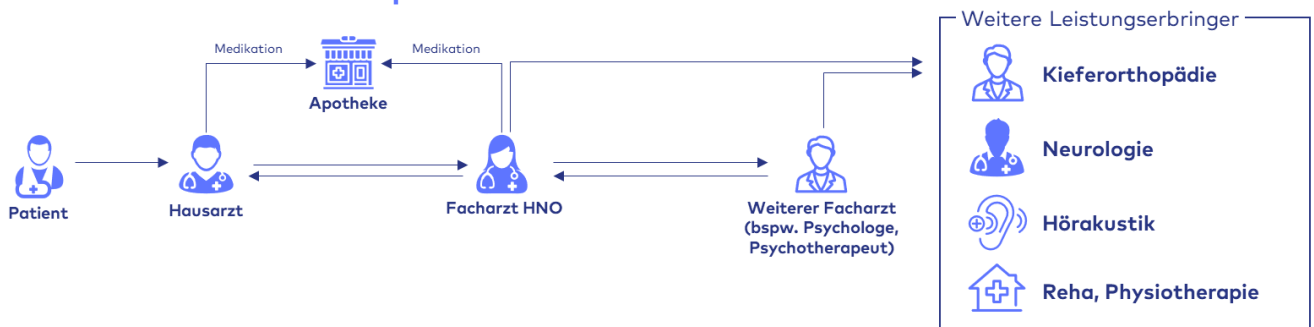 Weitere Leistungserbringer
Medikation
Medikation
Apotheke
Kieferorthopädie
Neurologie
Patient
Hausarzt
Facharzt HNO
Weiterer Facharzt
(bspw. Psychologe,
Psychotherapeut)
Hörakustik
Reha, Physiotherapie